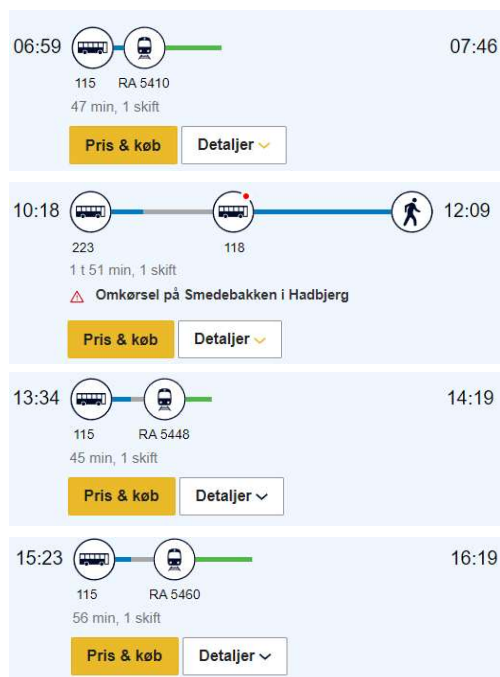 06:59 07:46
115 RA 5410
47 min, 1 skift
Pris & køb Detaljer
10:18 12:09
223 118
1 t 51 min, 1 skift
Omkørsel på Smedebakken i Hadbjerg
Pris & køb Detaljer
13:34 14:19
115 RA 5448
45 min, 1 skift
Pris & køb Detaljer
15:23 16:19
115 RA 5460
56 min, 1 skift
Pris & køb Detaljer